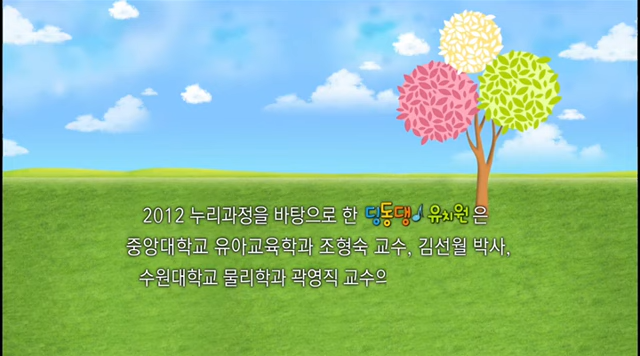 2012 누리과정을 바탕으로 한 딩동댕 유치원 은
중앙대학교 유아교육학과 조형숙 교수, 김선월 박사,
수원대학교 물리학과 곽영직 교수으